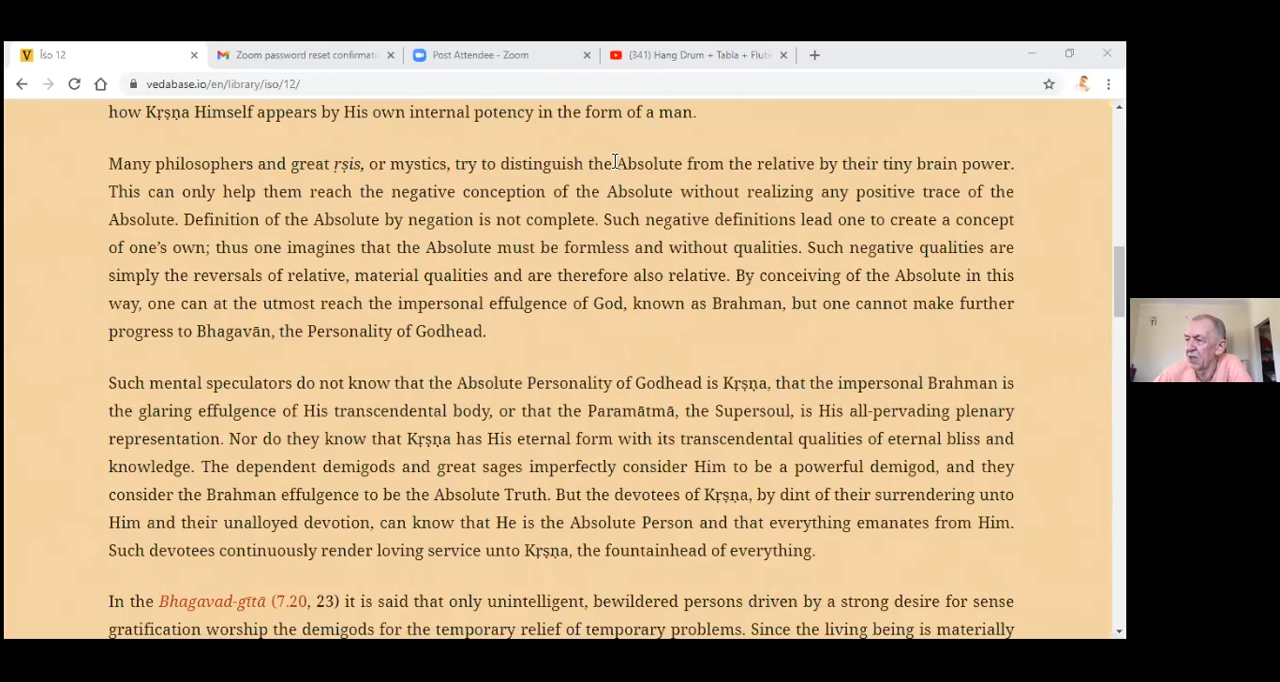 Īśo 12
Zoom password reset confirmat
Post Attendee - Zoom
(341) Hang Drum + Tabla + Flute
vedabase.io/en/library/iso/12/
how Kṛṣṇa Himself appears by His own internal potency in the form of a man.
Many philosophers and great ṛṣis, or mystics, try to distinguish the Absolute from the relative by their tiny brain power.
This can only help them reach the negative conception of the Absolute without realizing any positive trace of the
Absolute. Definition of the Absolute by negation is not complete. Such negative definitions lead one to create a concept
of one’s own; thus one imagines that the Absolute must be formless and without qualities. Such negative qualities are
simply the reversals of relative, material qualities and are therefore also relative. By conceiving of the Absolute in this
way, one can at the utmost reach the impersonal effulgence of God, known as Brahman, but one cannot make further
progress to Bhagavān, the Personality of Godhead.
Such mental speculators do not know that the Absolute Personality of Godhead is Kṛṣṇa, that the impersonal Brahman is
the glaring effulgence of His transcendental body, or that the Paramātmā, the Supersoul, is His all-pervading plenary
representation. Nor do they know that Kṛṣṇa has His eternal form with its transcendental qualities of eternal bliss and
knowledge. The dependent demigods and great sages imperfectly consider Him to be a powerful demigod, and they
consider the Brahman effulgence to be the Absolute Truth. But the devotees of Kṛṣṇa, by dint of their surrendering unto
Him and their unalloyed devotion, can know that He is the Absolute Person and that everything emanates from Him.
Such devotees continuously render loving service unto Kṛṣṇa, the fountainhead of everything.
In the Bhagavad-gītā (7.20, 23) it is said that only unintelligent, bewildered persons driven by a strong desire for sense
gratification worship the demigods for the temporary relief of temporary problems. Since the living being is materially